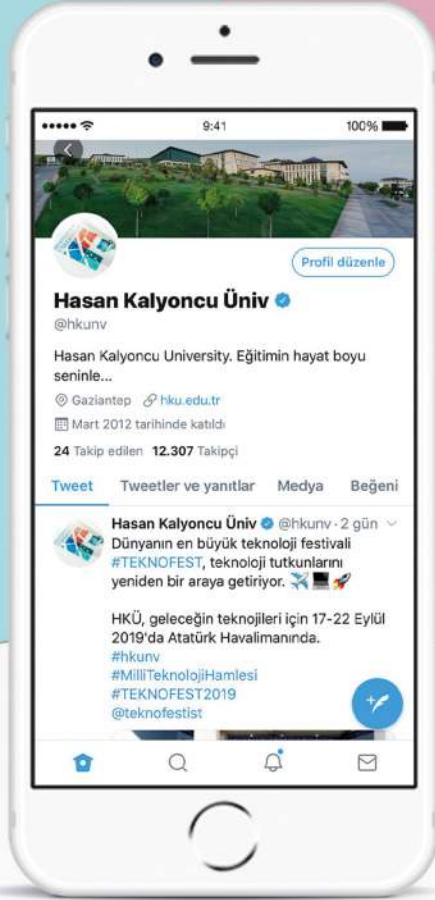 9:41
100%
Profil düzenle
Hasan Kalyoncu Üniv
@hkunv
Hasan Kalyoncu University. Eğitimin hayat boyu
seninle...
Gaziantep hku.edu.tr
Mart 2012 tarihinde katıldı
24 Takip edilen 12.307 Takipçi
Tweet Tweetler ve yanıtlar Medya Beğeni
Hasan Kalyoncu Üniv @hkunv · 2 gün
Dünyanın en büyük teknoloji festivali
#TEKNOFEST, teknoloji tutkunlarını
yeniden bir araya getiriyor. ✈️💻🚀
HKÜ, geleceğin teknojileri için 17-22 Eylül
2019'da Atatürk Havalimanında.
#hkunv
#MilliTeknolojiHamlesi
#TEKNOFEST2019
@teknofestist